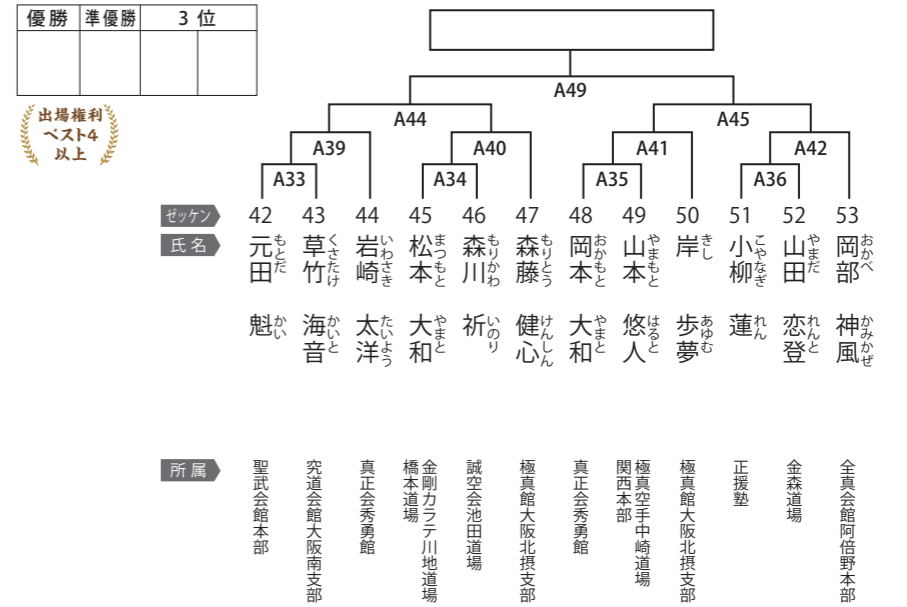 優勝 準優勝 3位
出場権利
ベスト4
以上
A49
A44 A45
A39 A40 A41 A42
A33 A34 A35 A36
ゼッケン 42 43 44 45 46 47 48 49 50 51 52 53
氏名
元田 魁
もとだ かい
草竹 海音
くさたけ かいと
岩崎 太洋
いわさき たいよう
松本 大和
まつもと やまと
森川 祈
もりかわ いのり
森藤 健心
もりとう けんしん
岡本 大和
おかもと やまと
山本 悠人
やまもと はると
岸 歩夢
きし あゆむ
小柳 蓮
こやなぎ れん
山田 恋登
やまだ れんと
岡部 神風
おかべ かみかぜ
所属
聖武会館本部
究道会館大阪南支部
真正会秀勇館
金剛カラテ川地道場
橋本道場
誠空会池田道場
極真館大阪北摂支部
真正会秀勇館
極真空手中崎道場
関西本部
極真館大阪北摂支部
正援塾
金森道場
全真会館阿倍野本部